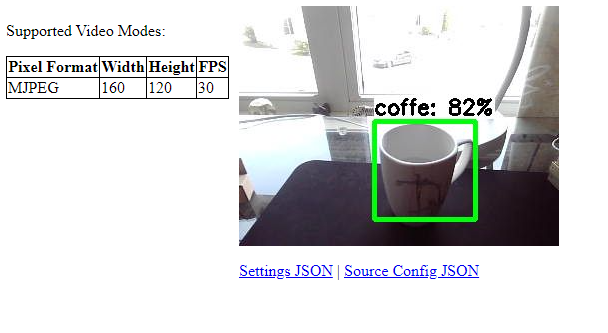 Supported Video Modes:
Pixel Format Width Height FPS
MJPEG 160 120 30
coffe: 82%
Settings JSON | Source Config JSON